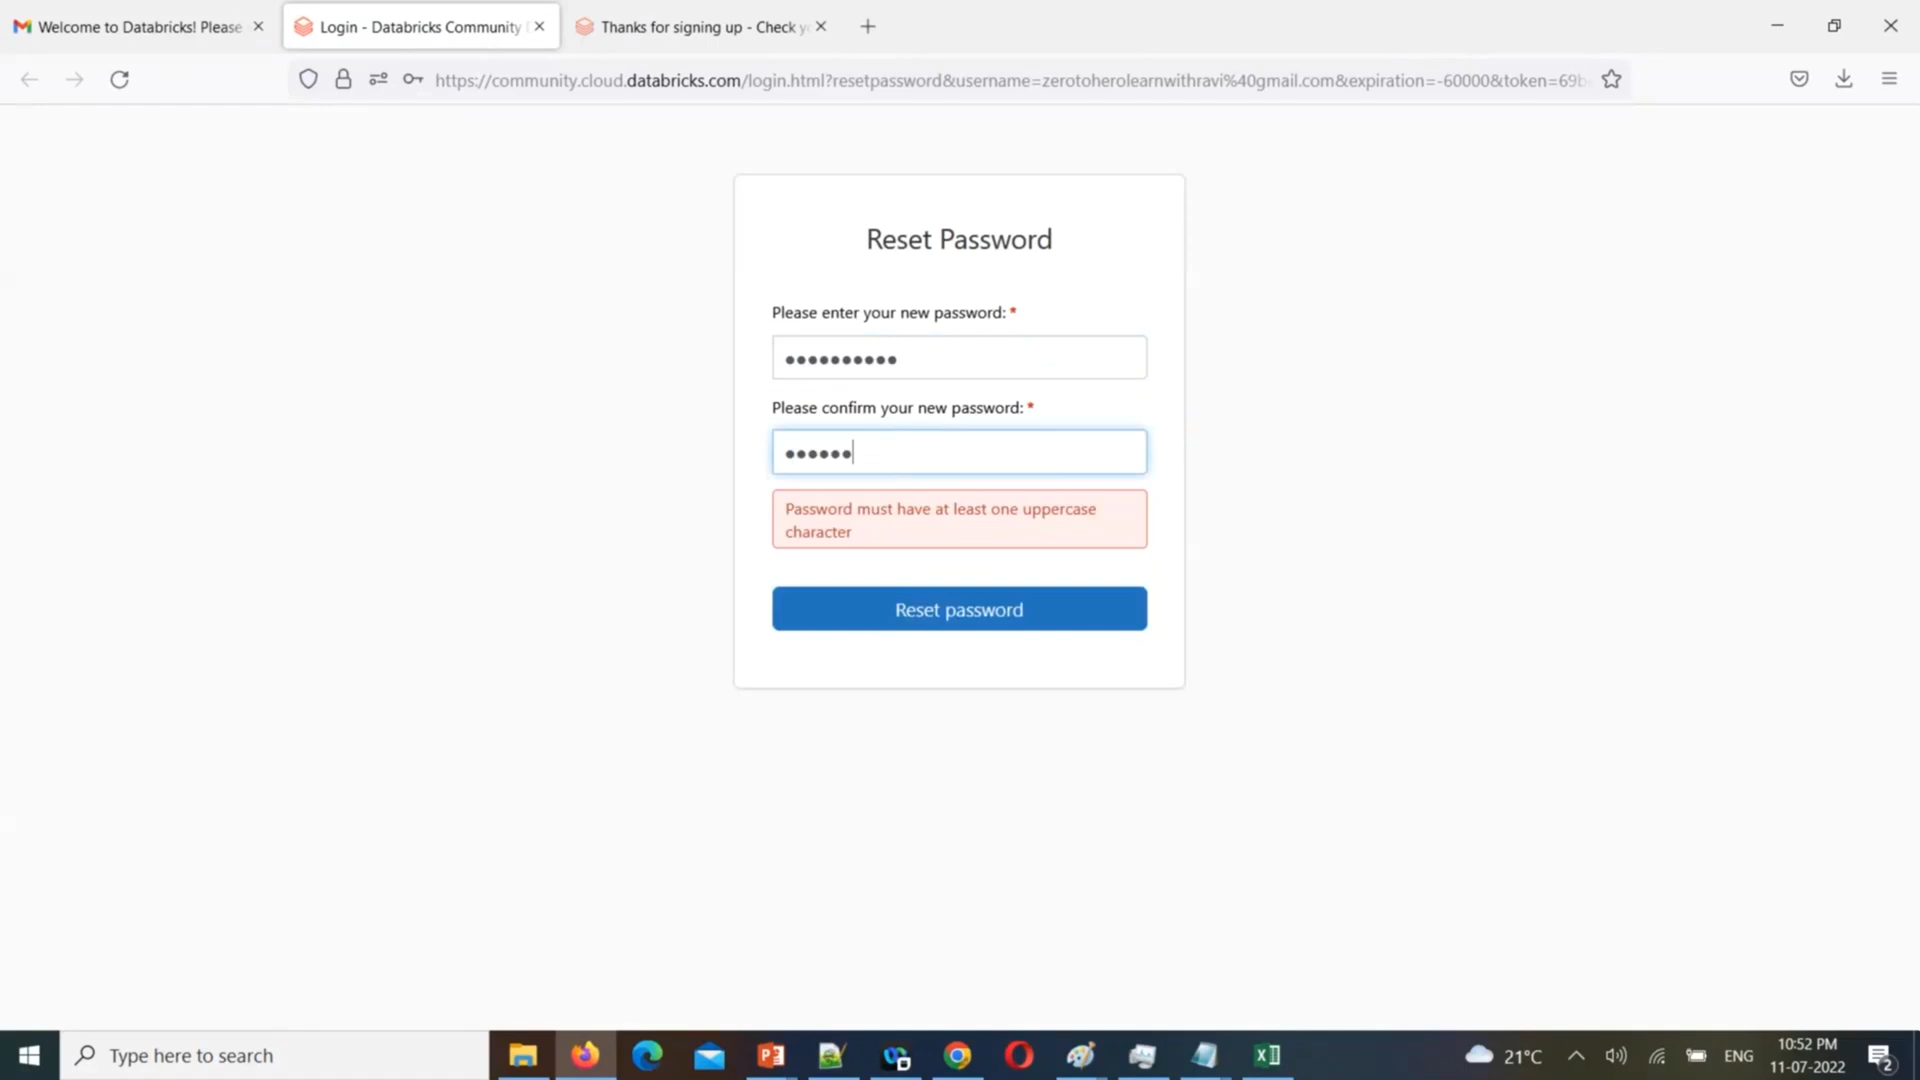 Welcome to Databricks! Please
Login - Databricks Community
Thanks for signing up - Check y
https://community.cloud.databricks.com/login.html?resetpassword&username=zerotoherolearnwithravi%40gmail.com&expiration=-60000&token=69b
Reset Password
Please enter your new password: *
Please confirm your new password: *
Password must have at least one uppercase
character
Reset password
Type here to search
21°C
ENG
10:52 PM
11-07-2022
2